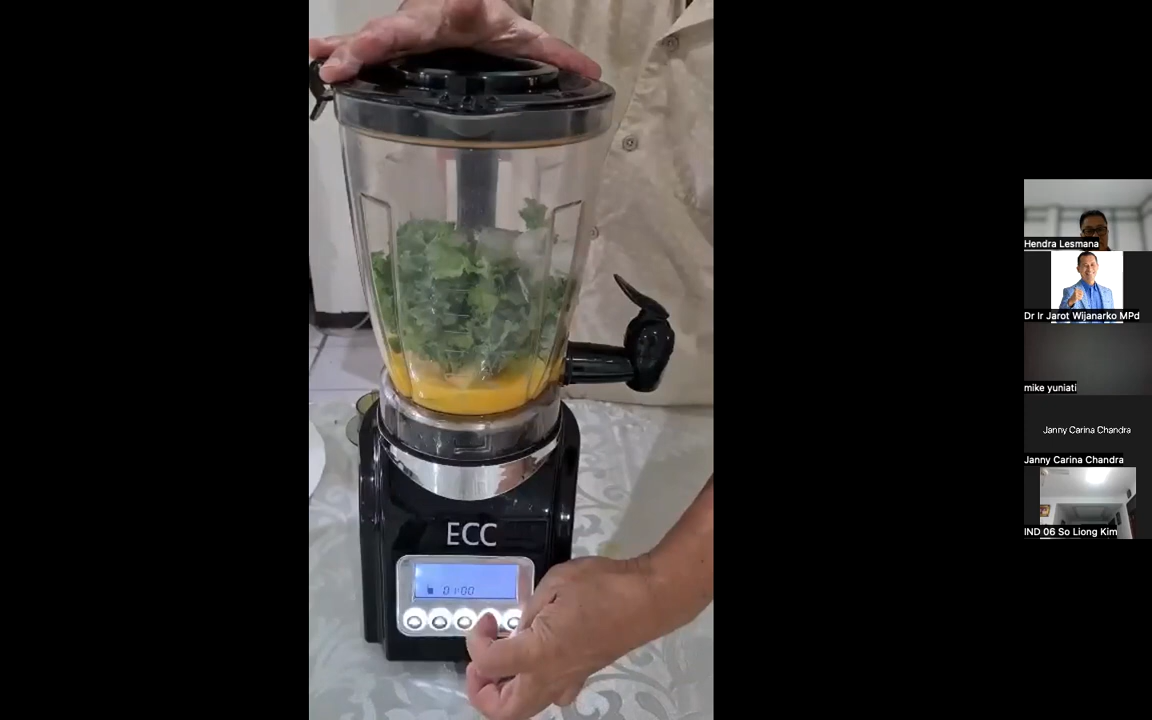 ECC
01:00
Hendra Lesmana
Dr Ir Jarot Wijanarko MPd
mike yuniati
Janny Carina Chandra
Janny Carina Chandra
IND 06 So Liong Kim